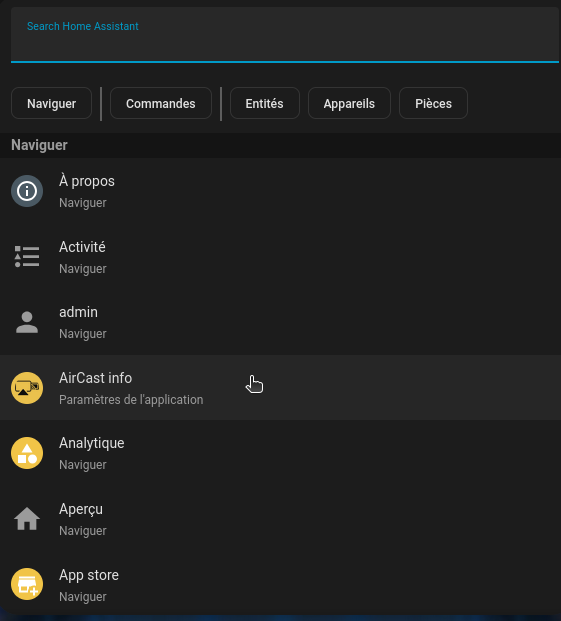 Search Home Assistant
Naviguer
Commandes
Entités
Appareils
Pièces
Naviguer
À propos
Naviguer
Activité
Naviguer
admin
Naviguer
AirCast info
Paramètres de l'application
Analytique
Naviguer
Aperçu
Naviguer
App store
Naviguer